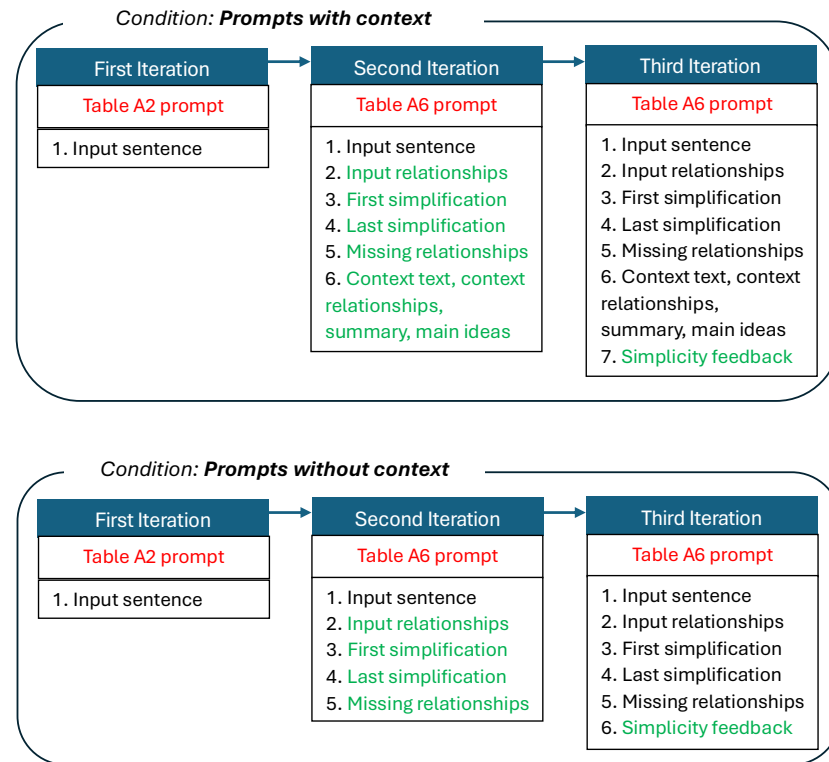 Condition: Prompts with context
First Iteration
Table A2 prompt
1. Input sentence
Second Iteration
Table A6 prompt
1. Input sentence
2. Input relationships
3. First simplification
4. Last simplification
5. Missing relationships
6. Context text, context
relationships,
summary, main ideas
Third Iteration
Table A6 prompt
1. Input sentence
2. Input relationships
3. First simplification
4. Last simplification
5. Missing relationships
6. Context text, context
relationships,
summary, main ideas
7. Simplicity feedback
Condition: Prompts without context
First Iteration
Table A2 prompt
1. Input sentence
Second Iteration
Table A6 prompt
1. Input sentence
2. Input relationships
3. First simplification
4. Last simplification
5. Missing relationships
Third Iteration
Table A6 prompt
1. Input sentence
2. Input relationships
3. First simplification
4. Last simplification
5. Missing relationships
6. Simplicity feedback